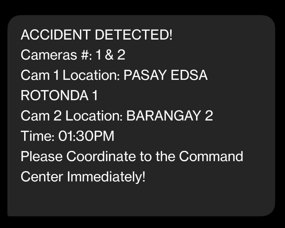 ACCIDENT DETECTED!
Cameras #: 1 & 2
Cam 1 Location: PASAY EDSA
ROTONDA 1
Cam 2 Location: BARANGAY 2
Time: 01:30PM
Please Coordinate to the Command
Center Immediately!